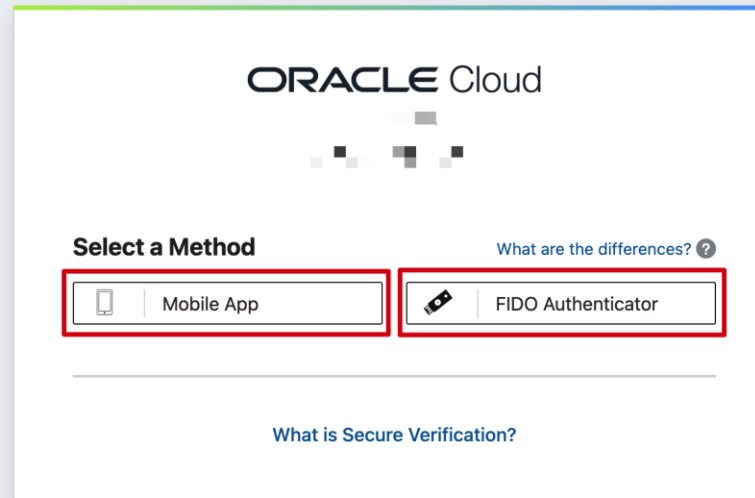 ORACLE Cloud
Select a Method
What are the differences? ?
Mobile App
FIDO Authenticator
What is Secure Verification?